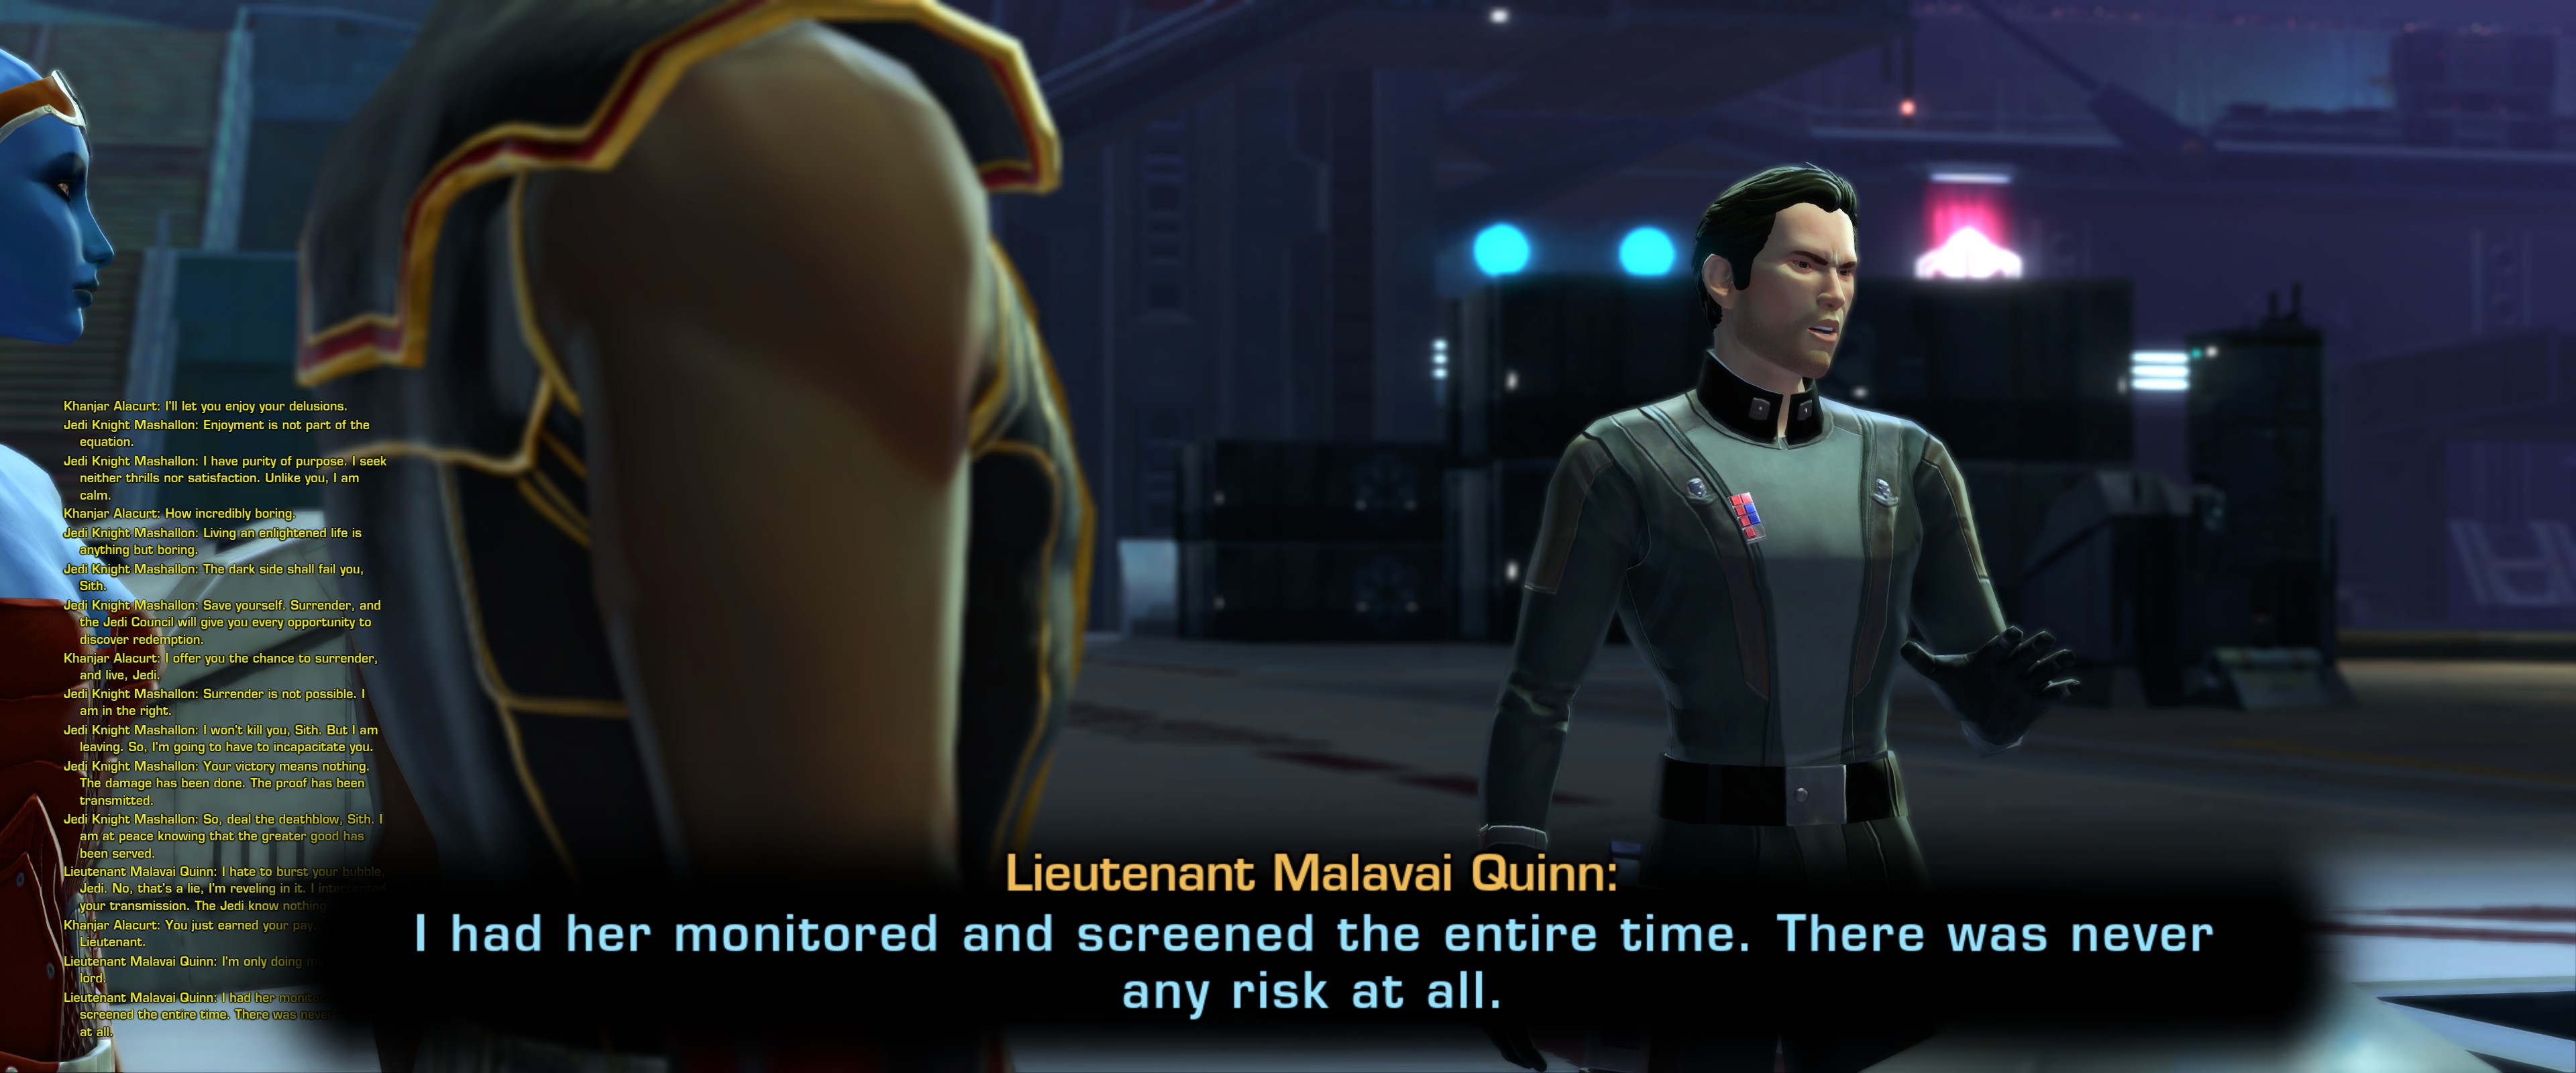 Khanjar Alacurt: I'll let you enjoy your delusions.
Jedi Knight Mashallon: Enjoyment is not part of the
equation.
Jedi Knight Mashallon: I have purity of purpose. I seek
neither thrills nor satisfaction. Unlike you, I am
calm.
Khanjar Alacurt: How incredibly boring.
Jedi Knight Mashallon: Living an enlightened life is
anything but boring.
Jedi Knight Mashallon: The dark side shall fail you,
Sith.
Jedi Knight Mashallon: Save yourself. Surrender, and
the Jedi Council will give you every opportunity to
discover redemption.
Khanjar Alacurt: I offer you the chance to surrender,
and live, Jedi.
Jedi Knight Mashallon: Surrender is not possible. I
am in the right.
Jedi Knight Mashallon: I won't kill you, Sith. But I am
leaving. So, I'm going to have to incapacitate you.
Jedi Knight Mashallon: Your victory means nothing.
The damage has been done. The proof has been
transmitted.
Jedi Knight Mashallon: So, deal the deathblow, Sith. I
am at peace knowing that the greater good has
been served.
Lieutenant Malavai Quinn: I hate to burst your bubble,
Jedi. No, that's a lie, I'm reveling in it. I intercepted
your transmission. The Jedi know nothing
Khanjar Alacurt: You just earned your pay,
Lieutenant.
Lieutenant Malavai Quinn: I'm only doing
lord.
Lieutenant Malavai Quinn: I had her
screened the entire time. There was never
at all.
Lieutenant Malavai Quinn:
I had her monitored and screened the entire time. There was never
any risk at all.